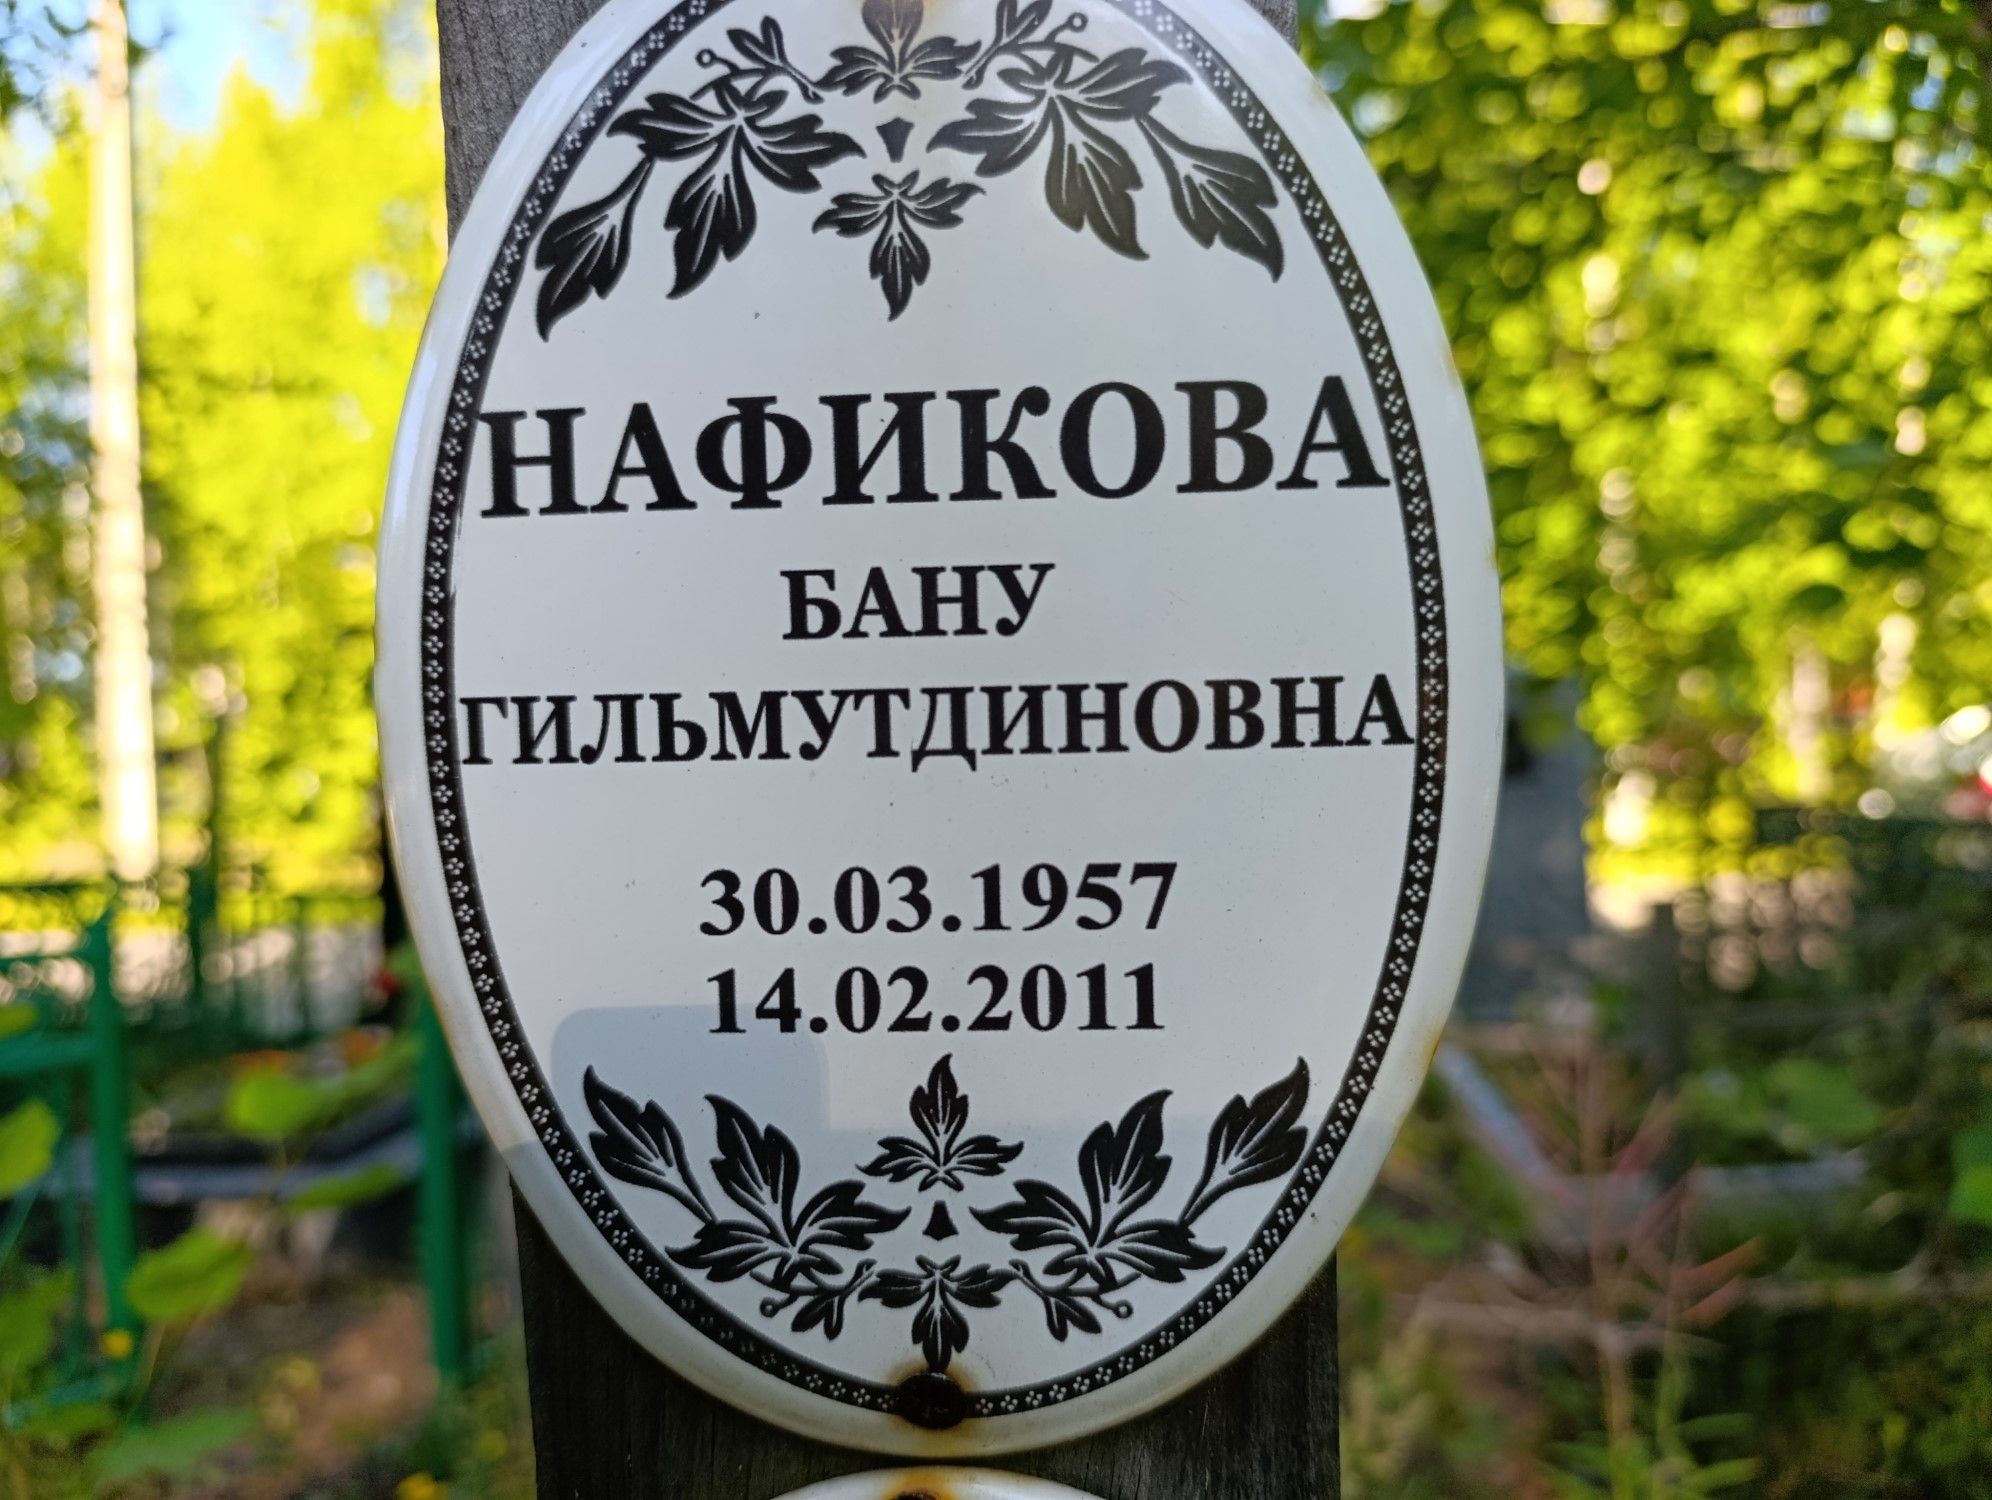 НАФИКОВА
БАНУ
ГИЛЬМУТДИНОВНА
30.03.1957
14.02.2011